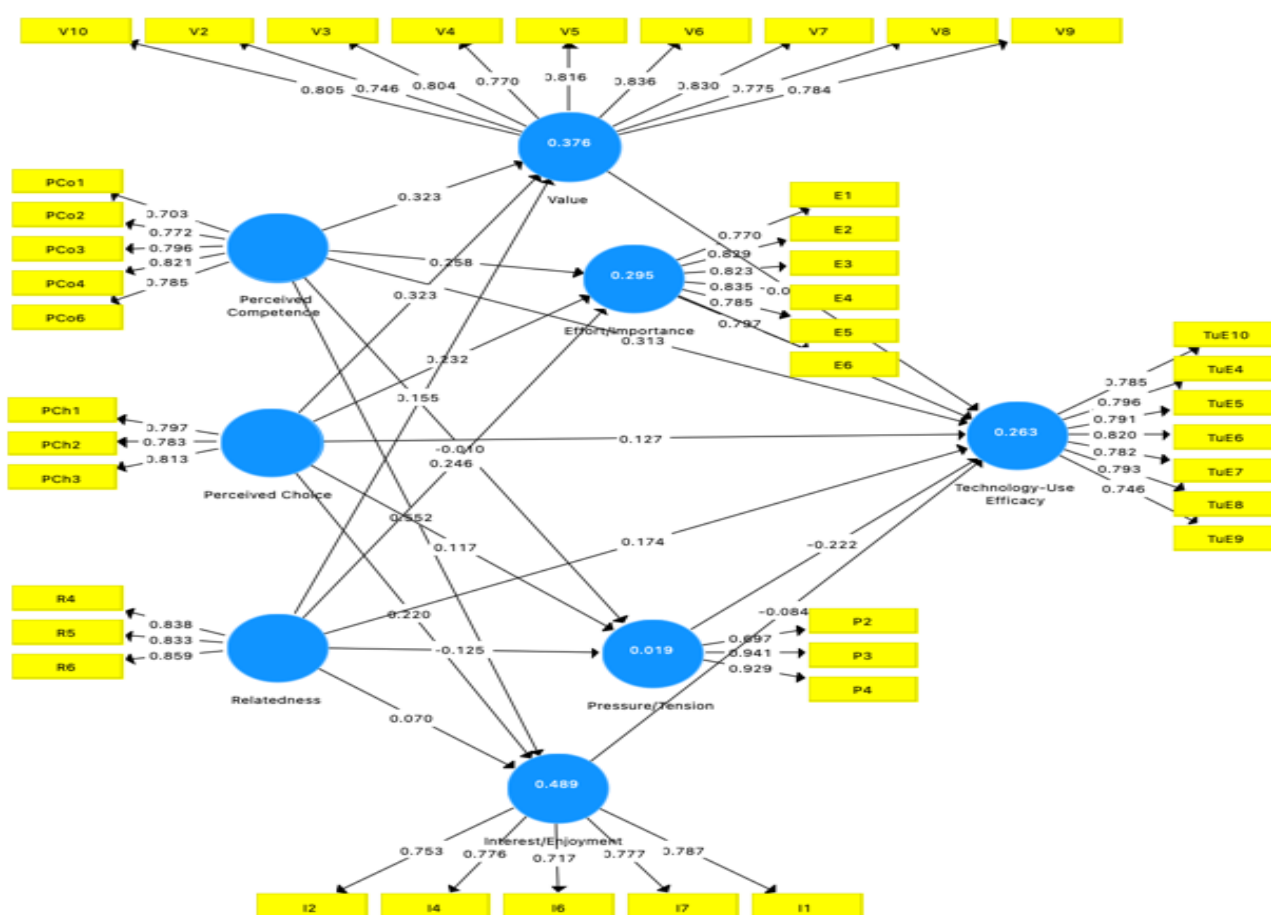 V10 V2 V3 V4 V5 V6 V7 V8 V9
0.805 0.746 0.804 0.770 0.816 0.836 0.830 0.775 0.784
0.376
Value
PCo1
PCo2
PCo3
PCo4
PCo6
0.703
0.772
0.796
0.821
0.785
Perceived
Competence
0.323
0.258
0.323
0.313
E1
E2
E3
E4
E5
E6
0.770
0.829
0.823
0.835
0.785
0.797
0.295
Effort/Importance
0.232
0.155
-0.010
0.246
PCh1
PCh2
PCh3
0.797
0.783
0.813
Perceived Choice
0.127
0.552
0.117
0.174
0.220
TuE10
TuE4
TuE5
TuE6
TuE7
TuE8
TuE9
0.785
0.796
0.791
0.820
0.782
0.793
0.746
0.263
Technology-Use
Efficacy
-0.222
-0.084
R4
R5
R6
0.838
0.833
0.859
Relatedness
-0.125
0.070
P2
P3
P4
0.697
0.941
0.929
0.019
Pressure/Tension
0.489
Interest/Enjoyment
0.753 0.776 0.717 0.777 0.787
I2 I4 I6 I7 I1